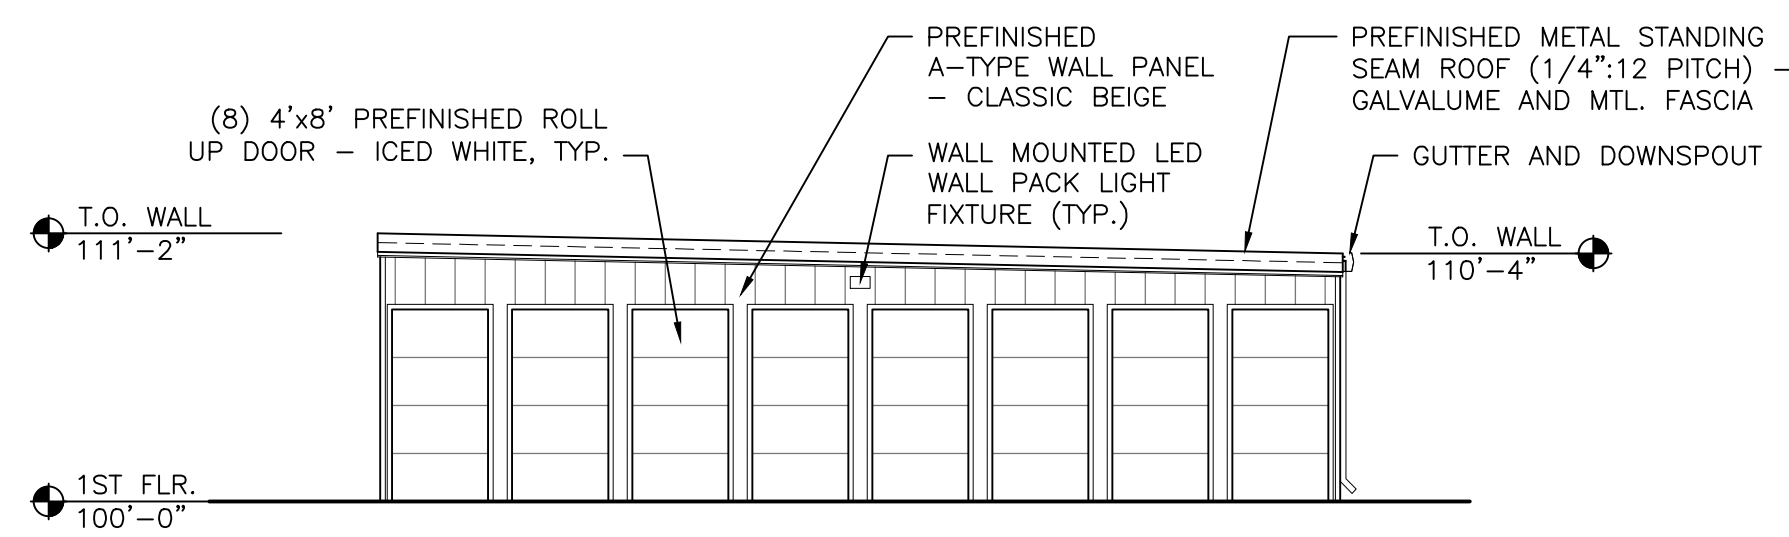 PREFINISHED
A-TYPE WALL PANEL
- CLASSIC BEIGE
PREFINISHED METAL STANDING
SEAM ROOF (1/4":12 PITCH) -
GALVALUME AND MTL. FASCIA
(8) 4'x8' PREFINISHED ROLL
UP DOOR - ICED WHITE, TYP.
WALL MOUNTED LED
WALL PACK LIGHT
FIXTURE (TYP.)
GUTTER AND DOWNSPOUT
T.O. WALL
111'-2"
T.O. WALL
110'-4"
1ST FLR.
100'-0"